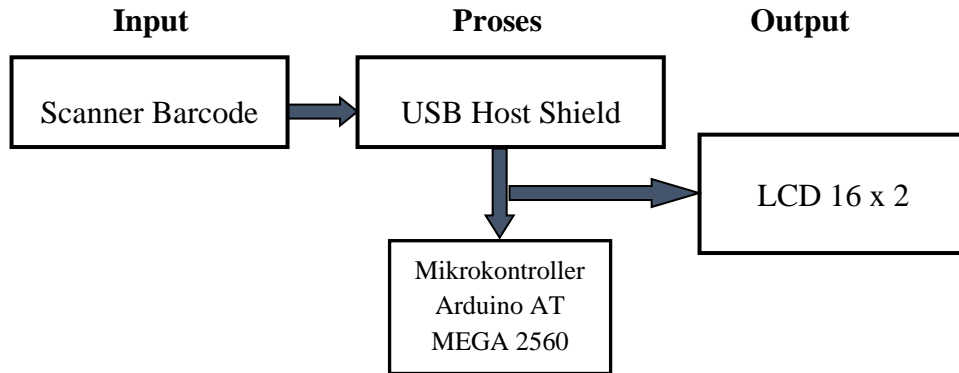 Input Proses Output
Scanner Barcode
USB Host Shield
LCD 16 x 2
Mikrokontroller
Arduino AT
MEGA 2560